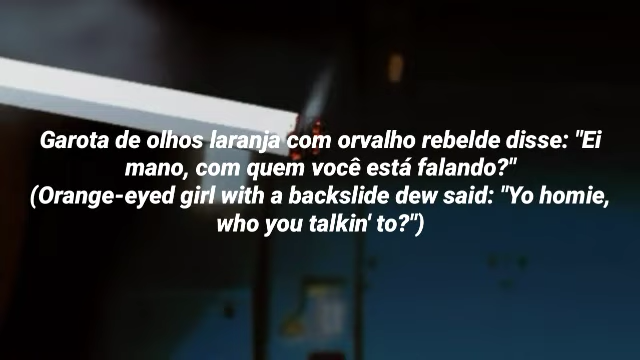 Garota de olhos laranja com orvalho rebelde disse: "Ei
mano, com quem você está falando?"
(Orange-eyed girl with a backslide dew said: "Yo homie,
who you talkin' to?")